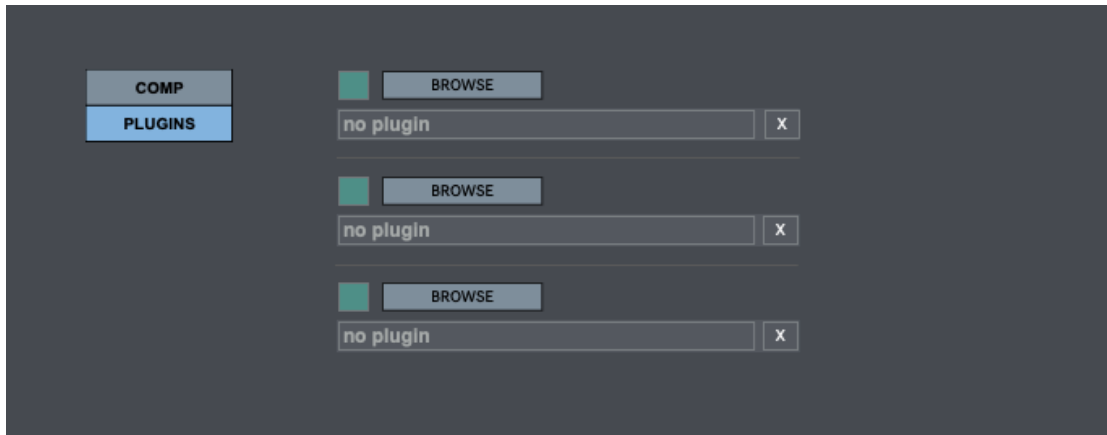 COMP
PLUGINS
BROWSE
no plugin X
BROWSE
no plugin X
BROWSE
no plugin X